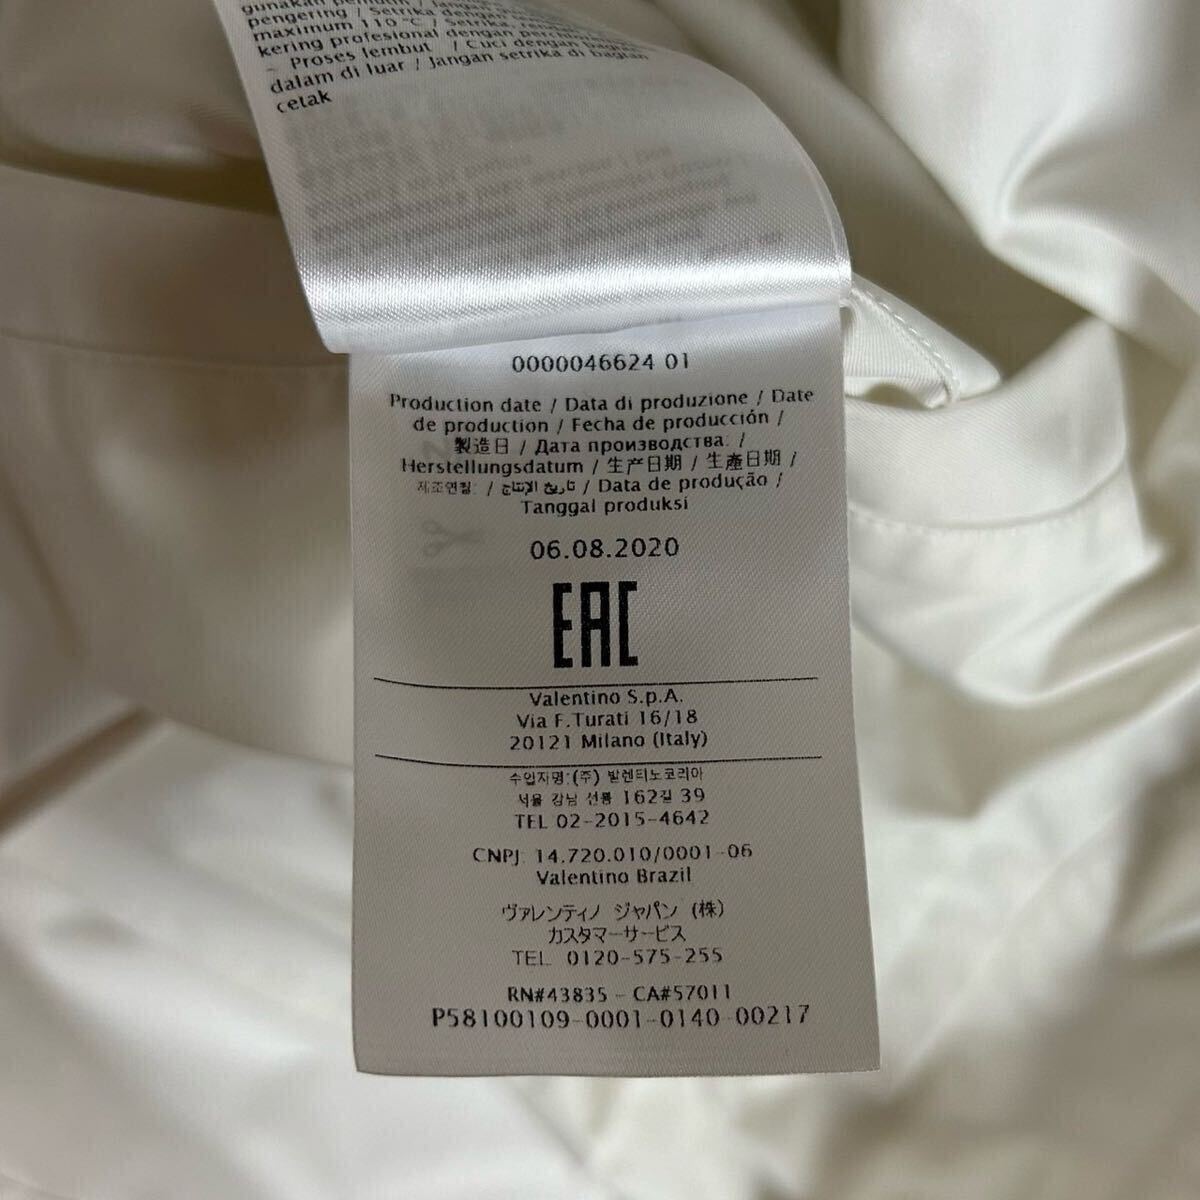 gunakan pemutih / Jangan
pengering / Setrika dengan
maximum 110 °C / Setrika,
kering profesional dengan
- Proses lembut / Cuci dengan bagian
dalam di luar / Jangan setrika di bagian
cetak
0000046624 01
Production date / Data di produzione / Date
de production / Fecha de producción /
製造日 / Дата производства: /
Herstellungsdatum / 生产日期 / 生產日期 /
제조연월: / تاريخ الإنتاج / Data de produção /
Tanggal produksi
06.08.2020
EAC
Valentino S.p.A.
Via F.Turati 16/18
20121 Milano (Italy)
수입자명:(주) 발렌티노코리아
서울 강남 선릉 162길 39
TEL 02-2015-4642
CNPJ: 14.720.010/0001-06
Valentino Brazil
ヴァレンティノ ジャパン (株)
カスタマーサービス
TEL 0120-575-255
RN#43835 - CA#57011
P58100109-0001-0140-00217